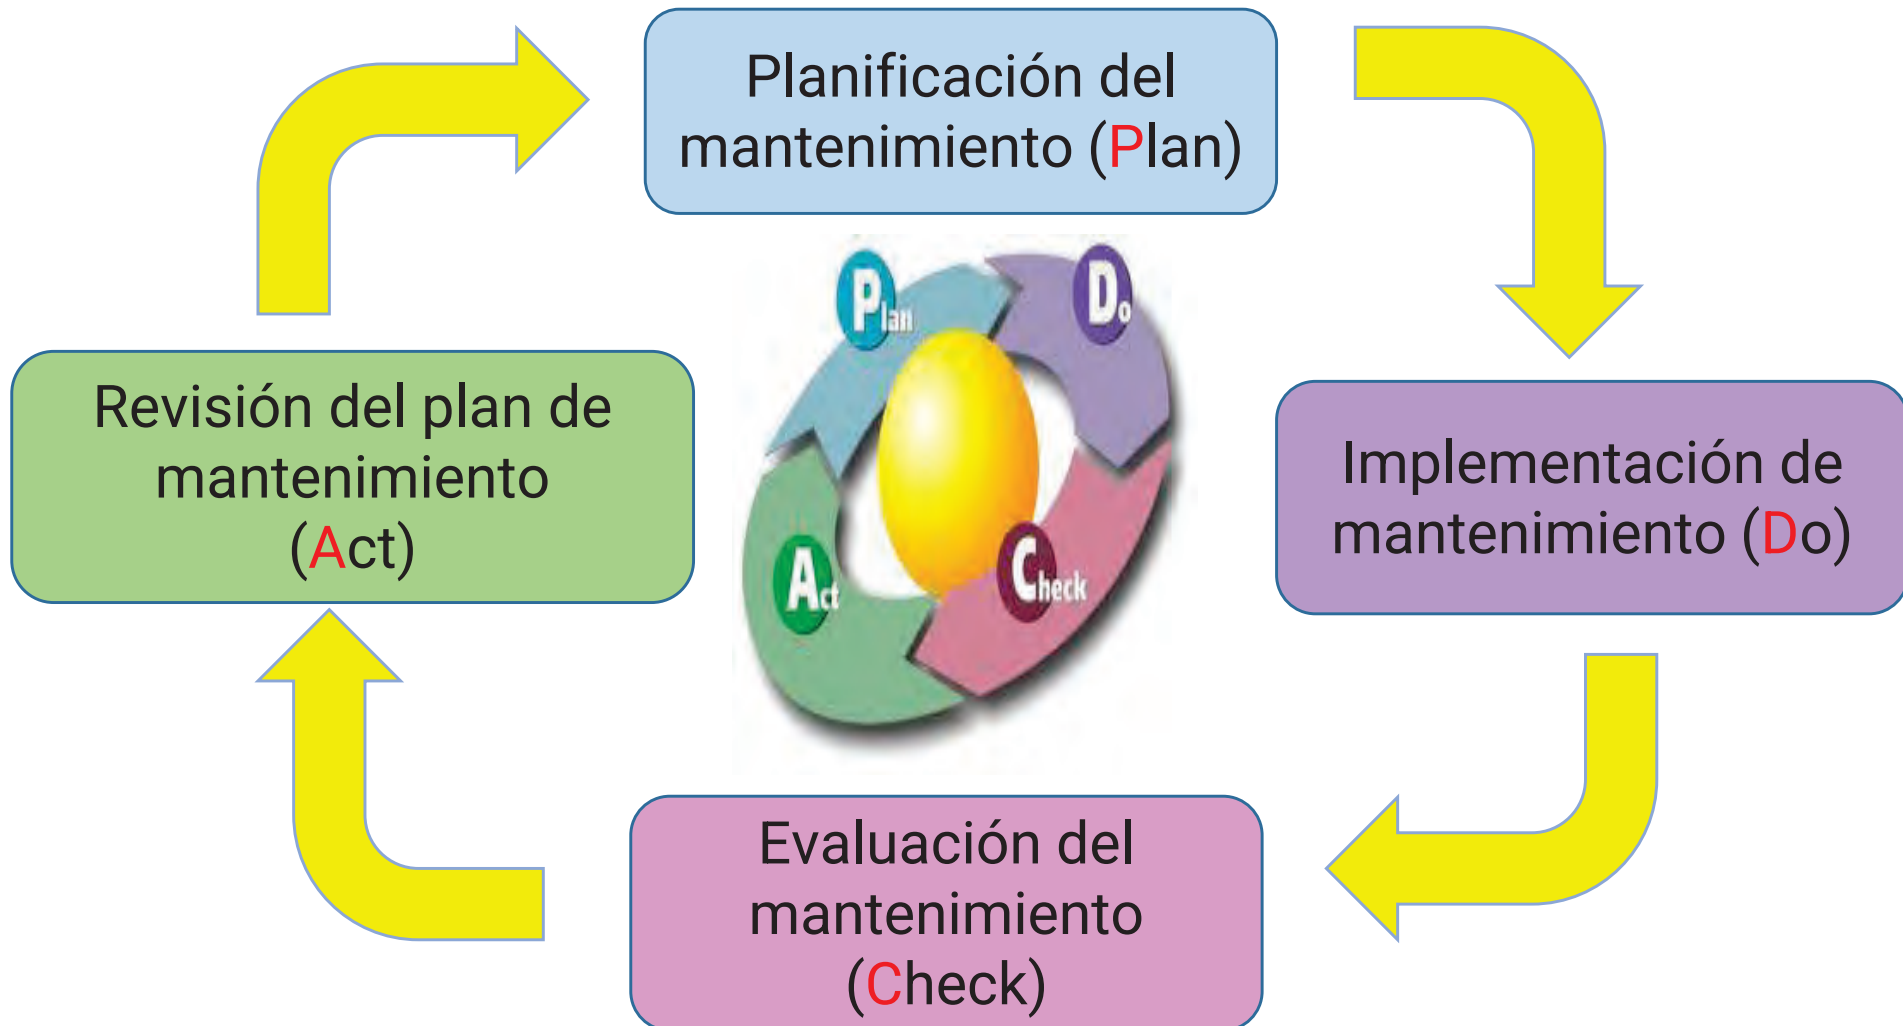 Planificación del
mantenimiento (Plan)
Plan
Do
Revisión del plan de
mantenimiento
(Act)
Implementación de
mantenimiento (Do)
Act
Check
Evaluación del
mantenimiento
(Check)